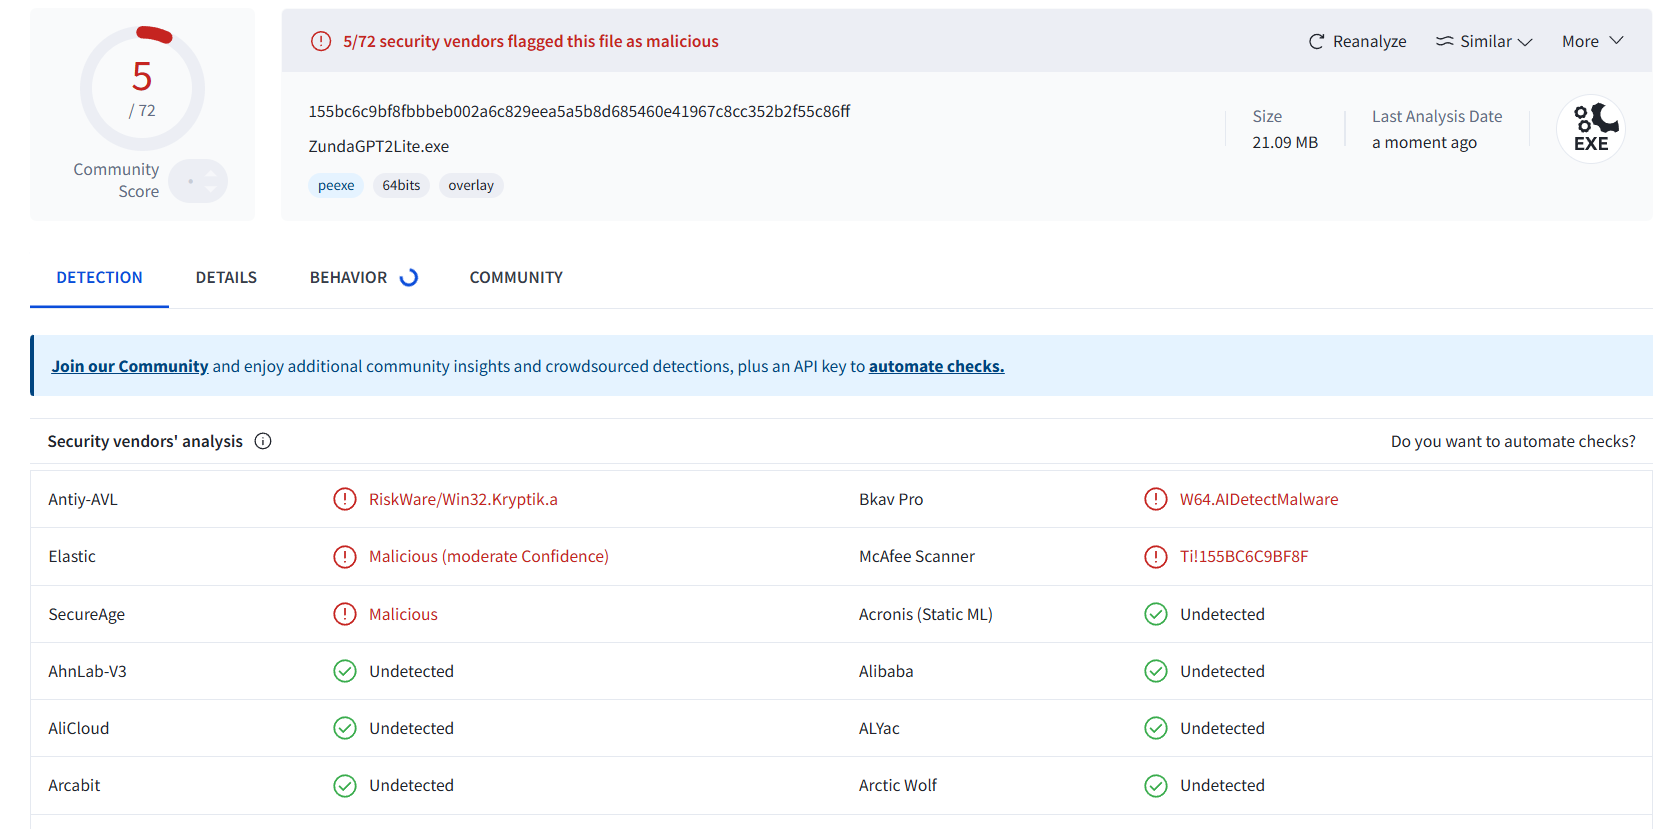 5
/ 72
Community
Score
5/72 security vendors flagged this file as malicious
Reanalyze
Similar
More
155bc6c9bf8fbbbeb002a6c829eea5a5b8d685460e41967c8cc352b2f55c86ff
ZundaGPT2Lite.exe
peexe
64bits
overlay
Size
21.09 MB
Last Analysis Date
a moment ago
EXE
DETECTION
DETAILS
BEHAVIOR
COMMUNITY
Join our Community and enjoy additional community insights and crowdsourced detections, plus an API key to automate checks.
Security vendors' analysis
Do you want to automate checks?
Antiy-AVL
RiskWare/Win32.Kryptik.a
Bkav Pro
W64.AIDetectMalware
Elastic
Malicious (moderate Confidence)
McAfee Scanner
Ti!155BC6C9BF8F
SecureAge
Malicious
Acronis (Static ML)
Undetected
AhnLab-V3
Undetected
Alibaba
Undetected
AliCloud
Undetected
ALYac
Undetected
Arcabit
Undetected
Arctic Wolf
Undetected